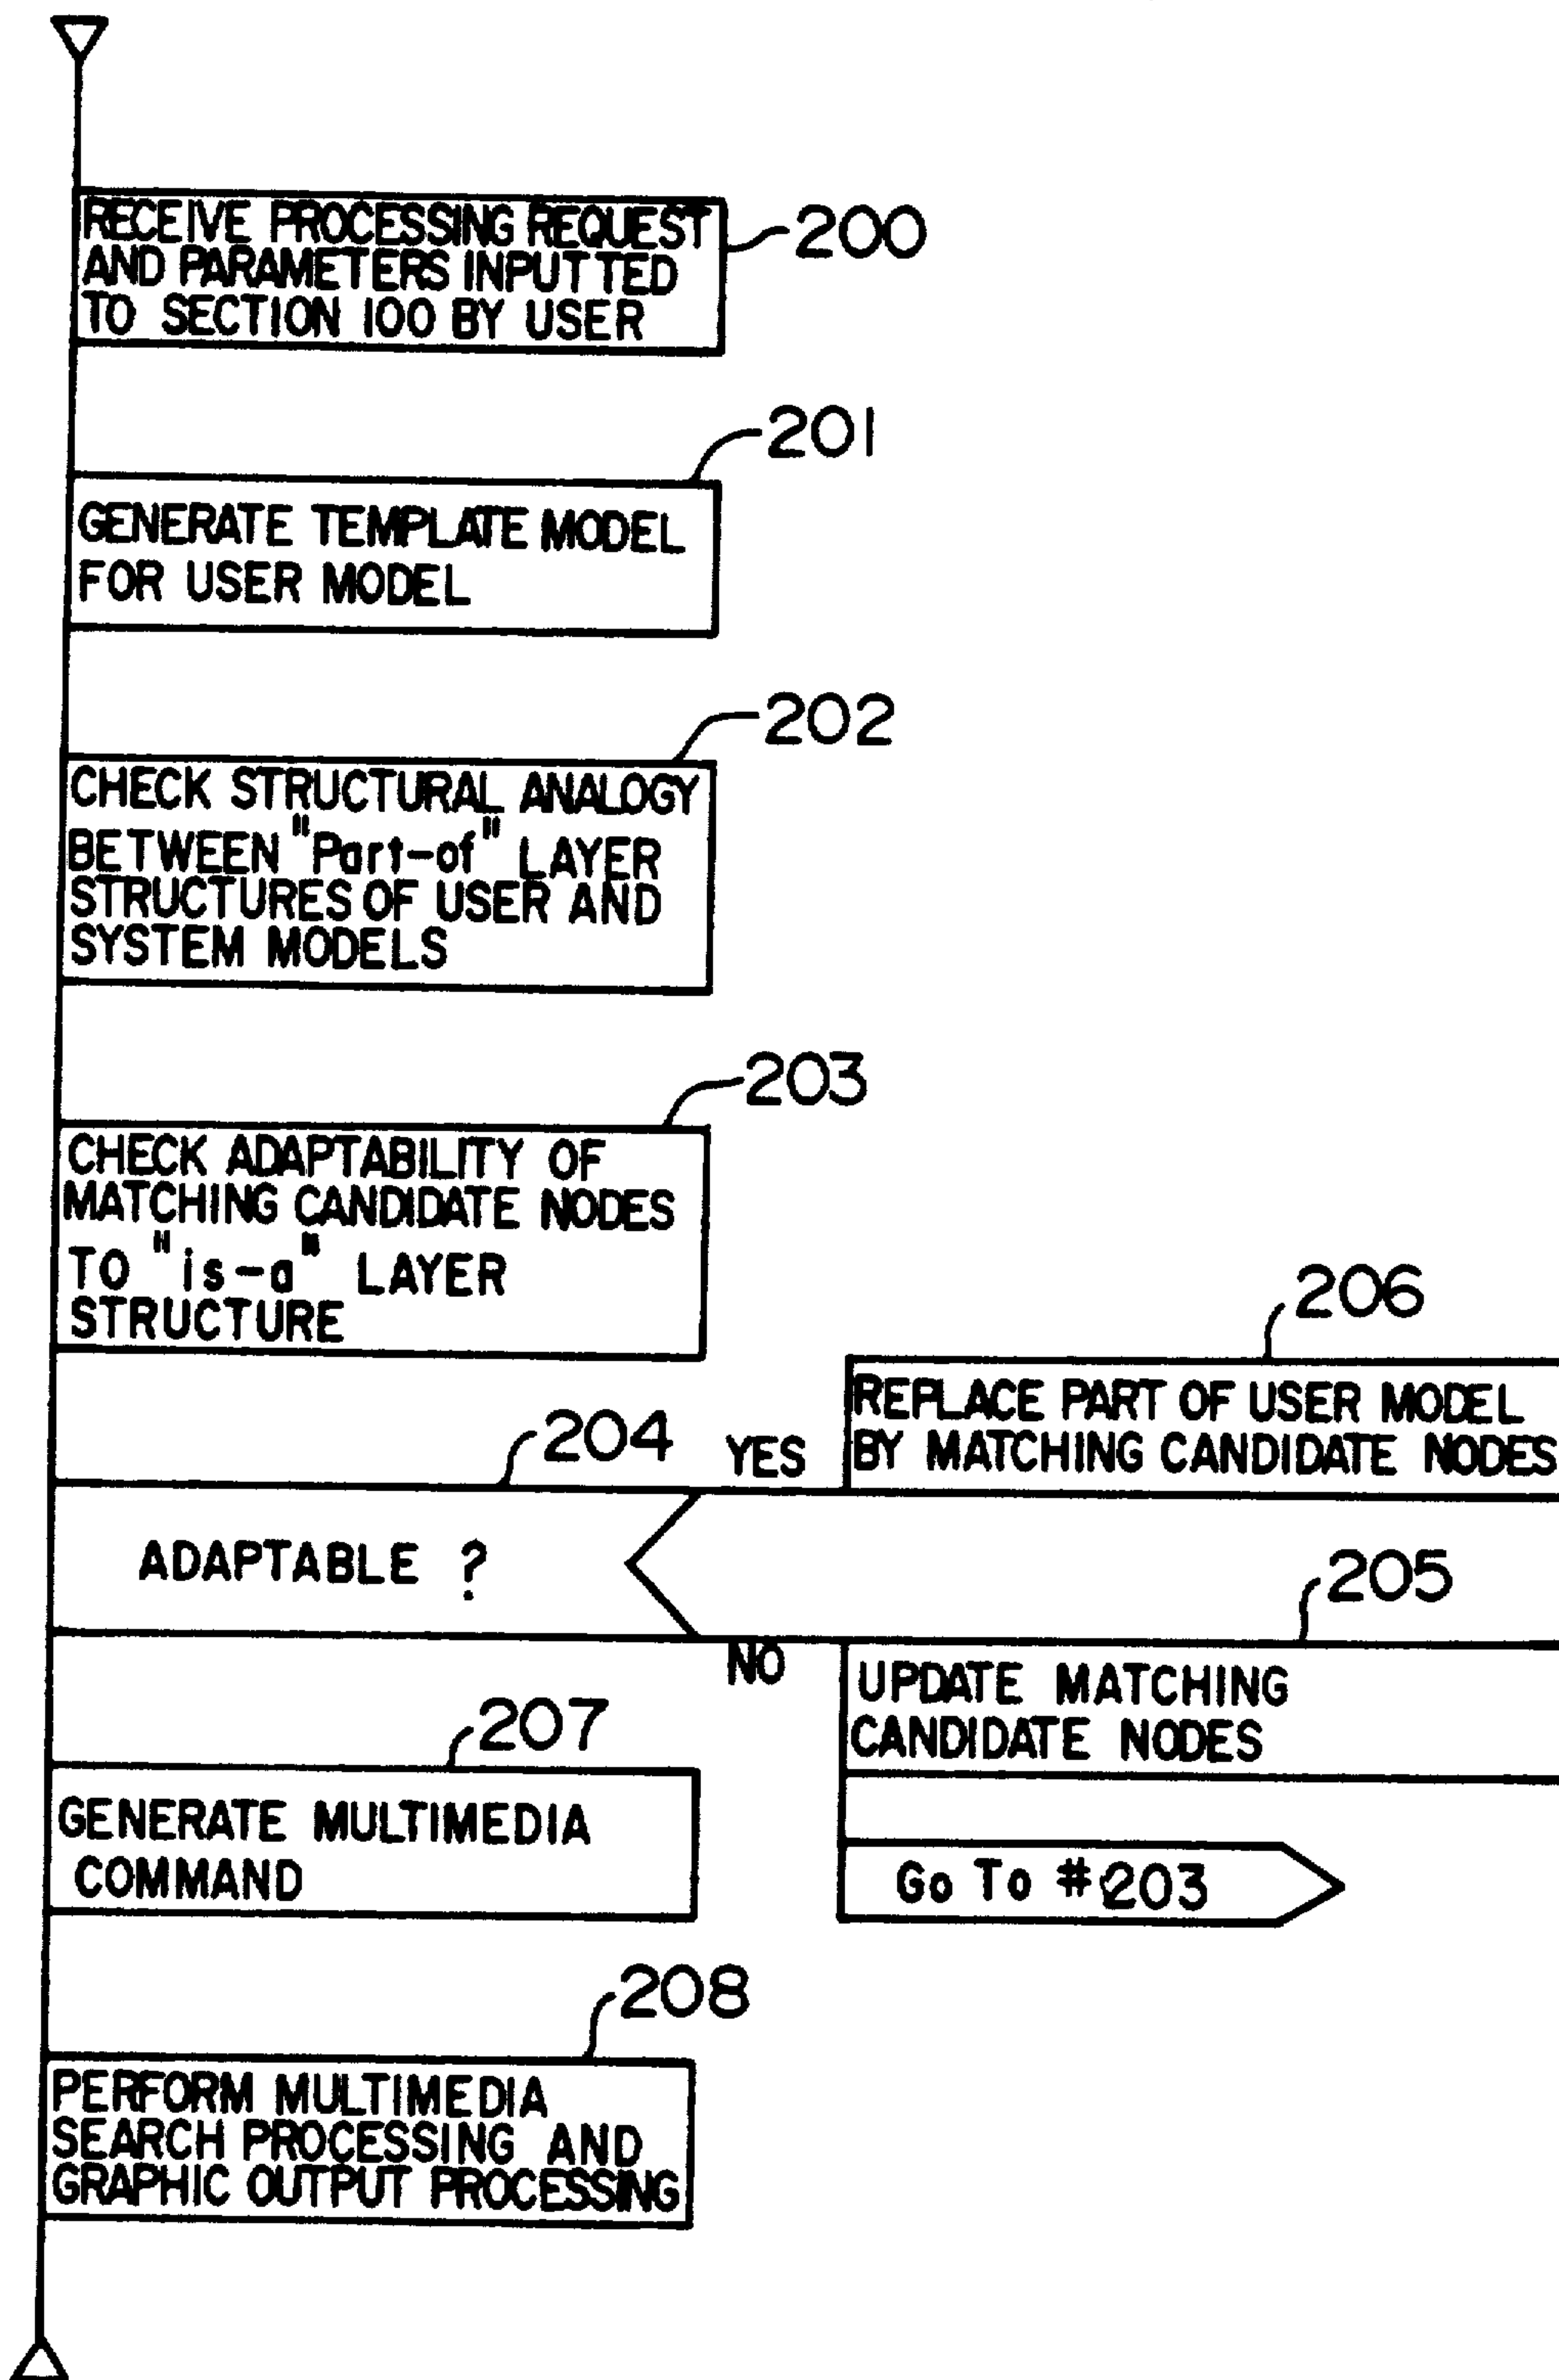 RECEIVE PROCESSING REQUEST
AND PARAMETERS INPUTTED
TO SECTION 100 BY USER
200
201
GENERATE TEMPLATE MODEL
FOR USER MODEL
202
CHECK STRUCTURAL ANALOGY
BETWEEN "Part-of" LAYER
STRUCTURES OF USER AND
SYSTEM MODELS
203
CHECK ADAPTABILITY OF
MATCHING CANDIDATE NODES
TO "is-a" LAYER
STRUCTURE
206
REPLACE PART OF USER MODEL
BY MATCHING CANDIDATE NODES
204
YES
ADAPTABLE ?
205
NO
UPDATE MATCHING
CANDIDATE NODES
207
GENERATE MULTIMEDIA
COMMAND
Go To #203
208
PERFORM MULTIMEDIA
SEARCH PROCESSING AND
GRAPHIC OUTPUT PROCESSING